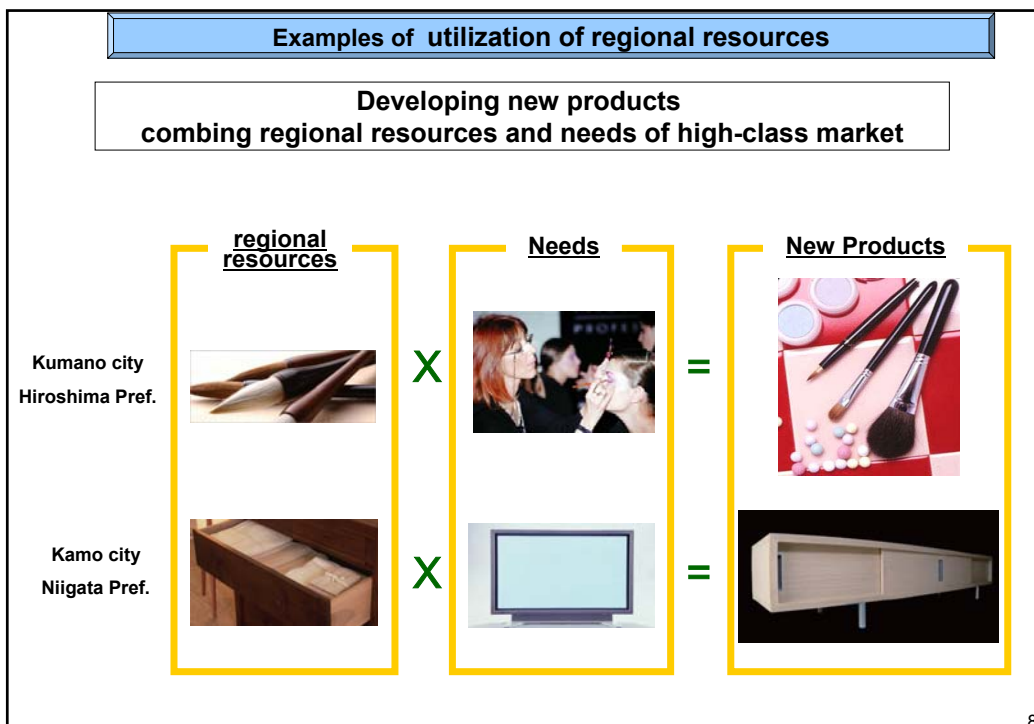 Examples of utilization of regional resources
Developing new products
combing regional resources and needs of high-class market
regional
resources
Needs
New Products
Kumano city
Hiroshima Pref.
X
=
PROFES
Kamo city
Niigata Pref.
X
=